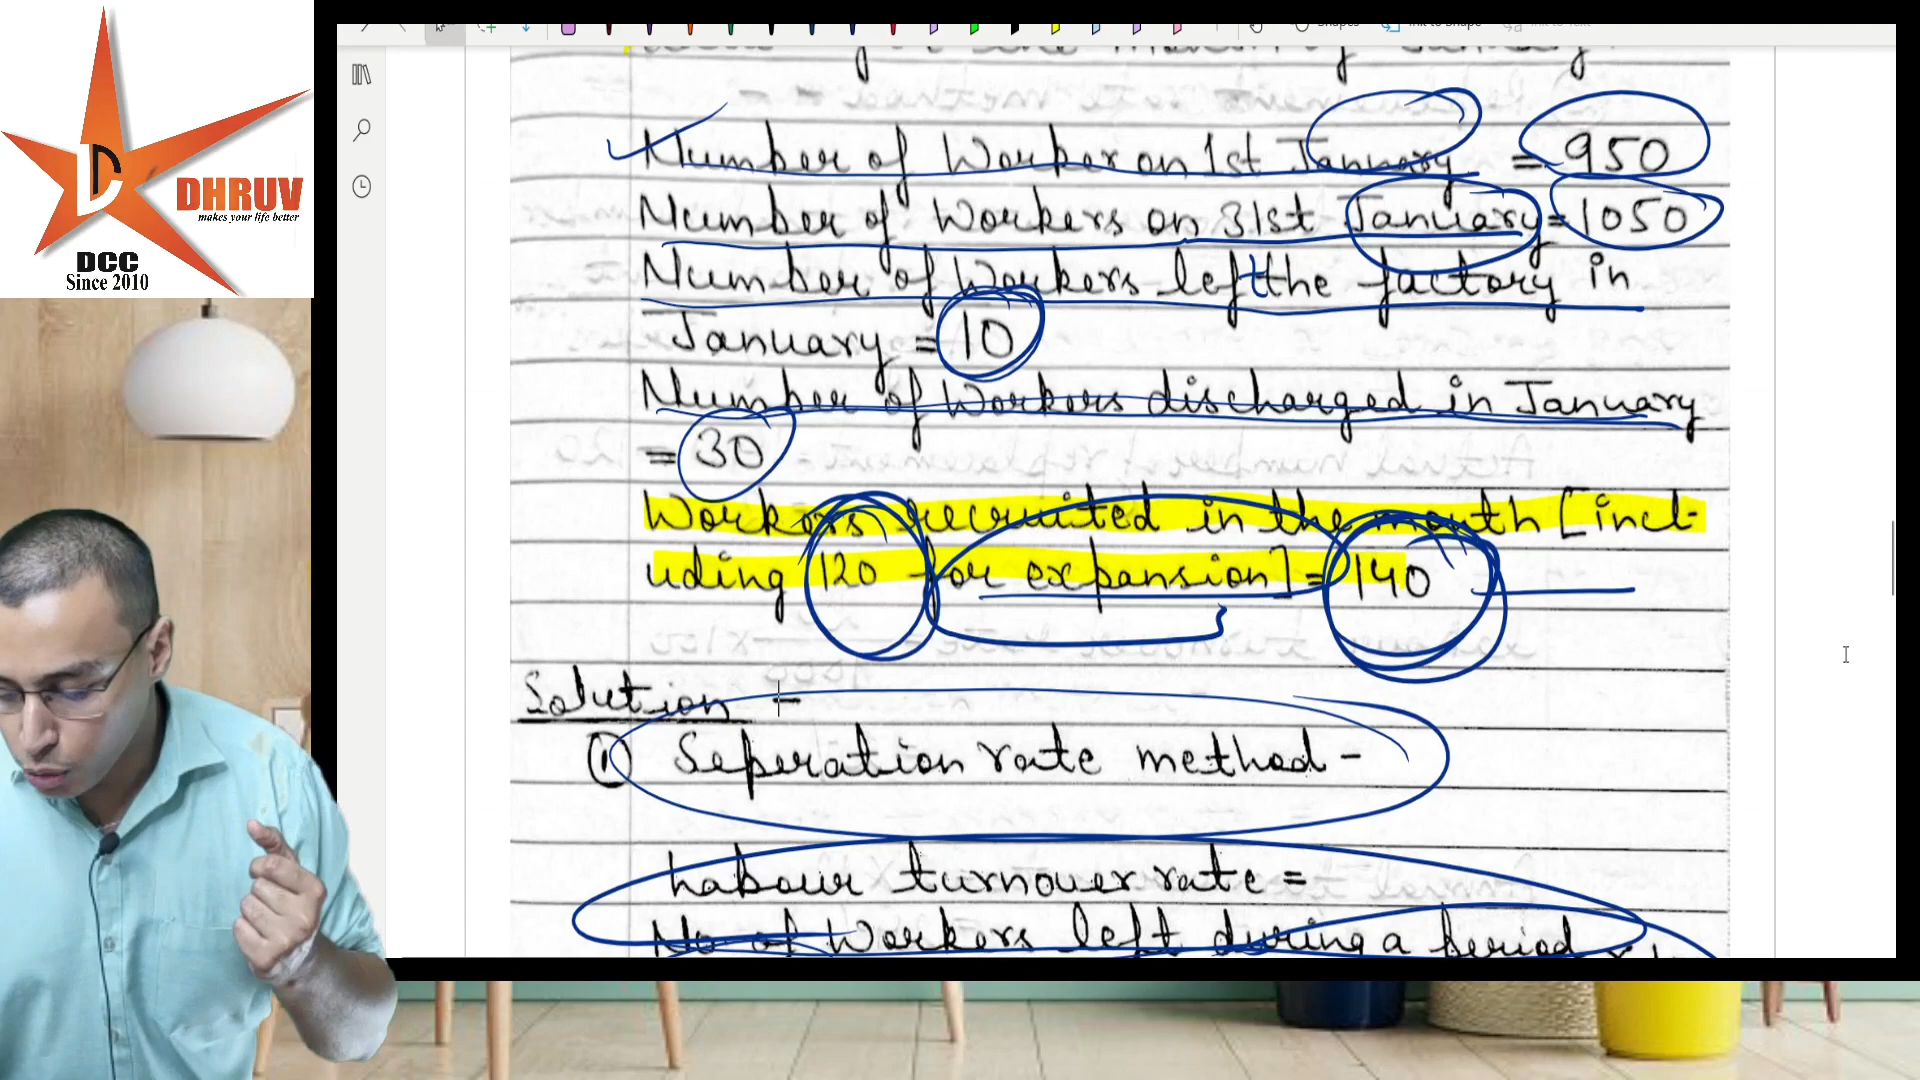 DHRUV
makes your life better
DCC
Since 2010
Number of Worker on 1st January = 950
Number of Workers on 31st January = 1050
Number of Workers left the factory in
January = 10
Number of Workers discharged in January
= 30
Workers recruited in the month [incl-
uding 120 for expansion] = 140
Solution -
① Seperation rate method -
Labour turnover rate =
No of Workers left during a period